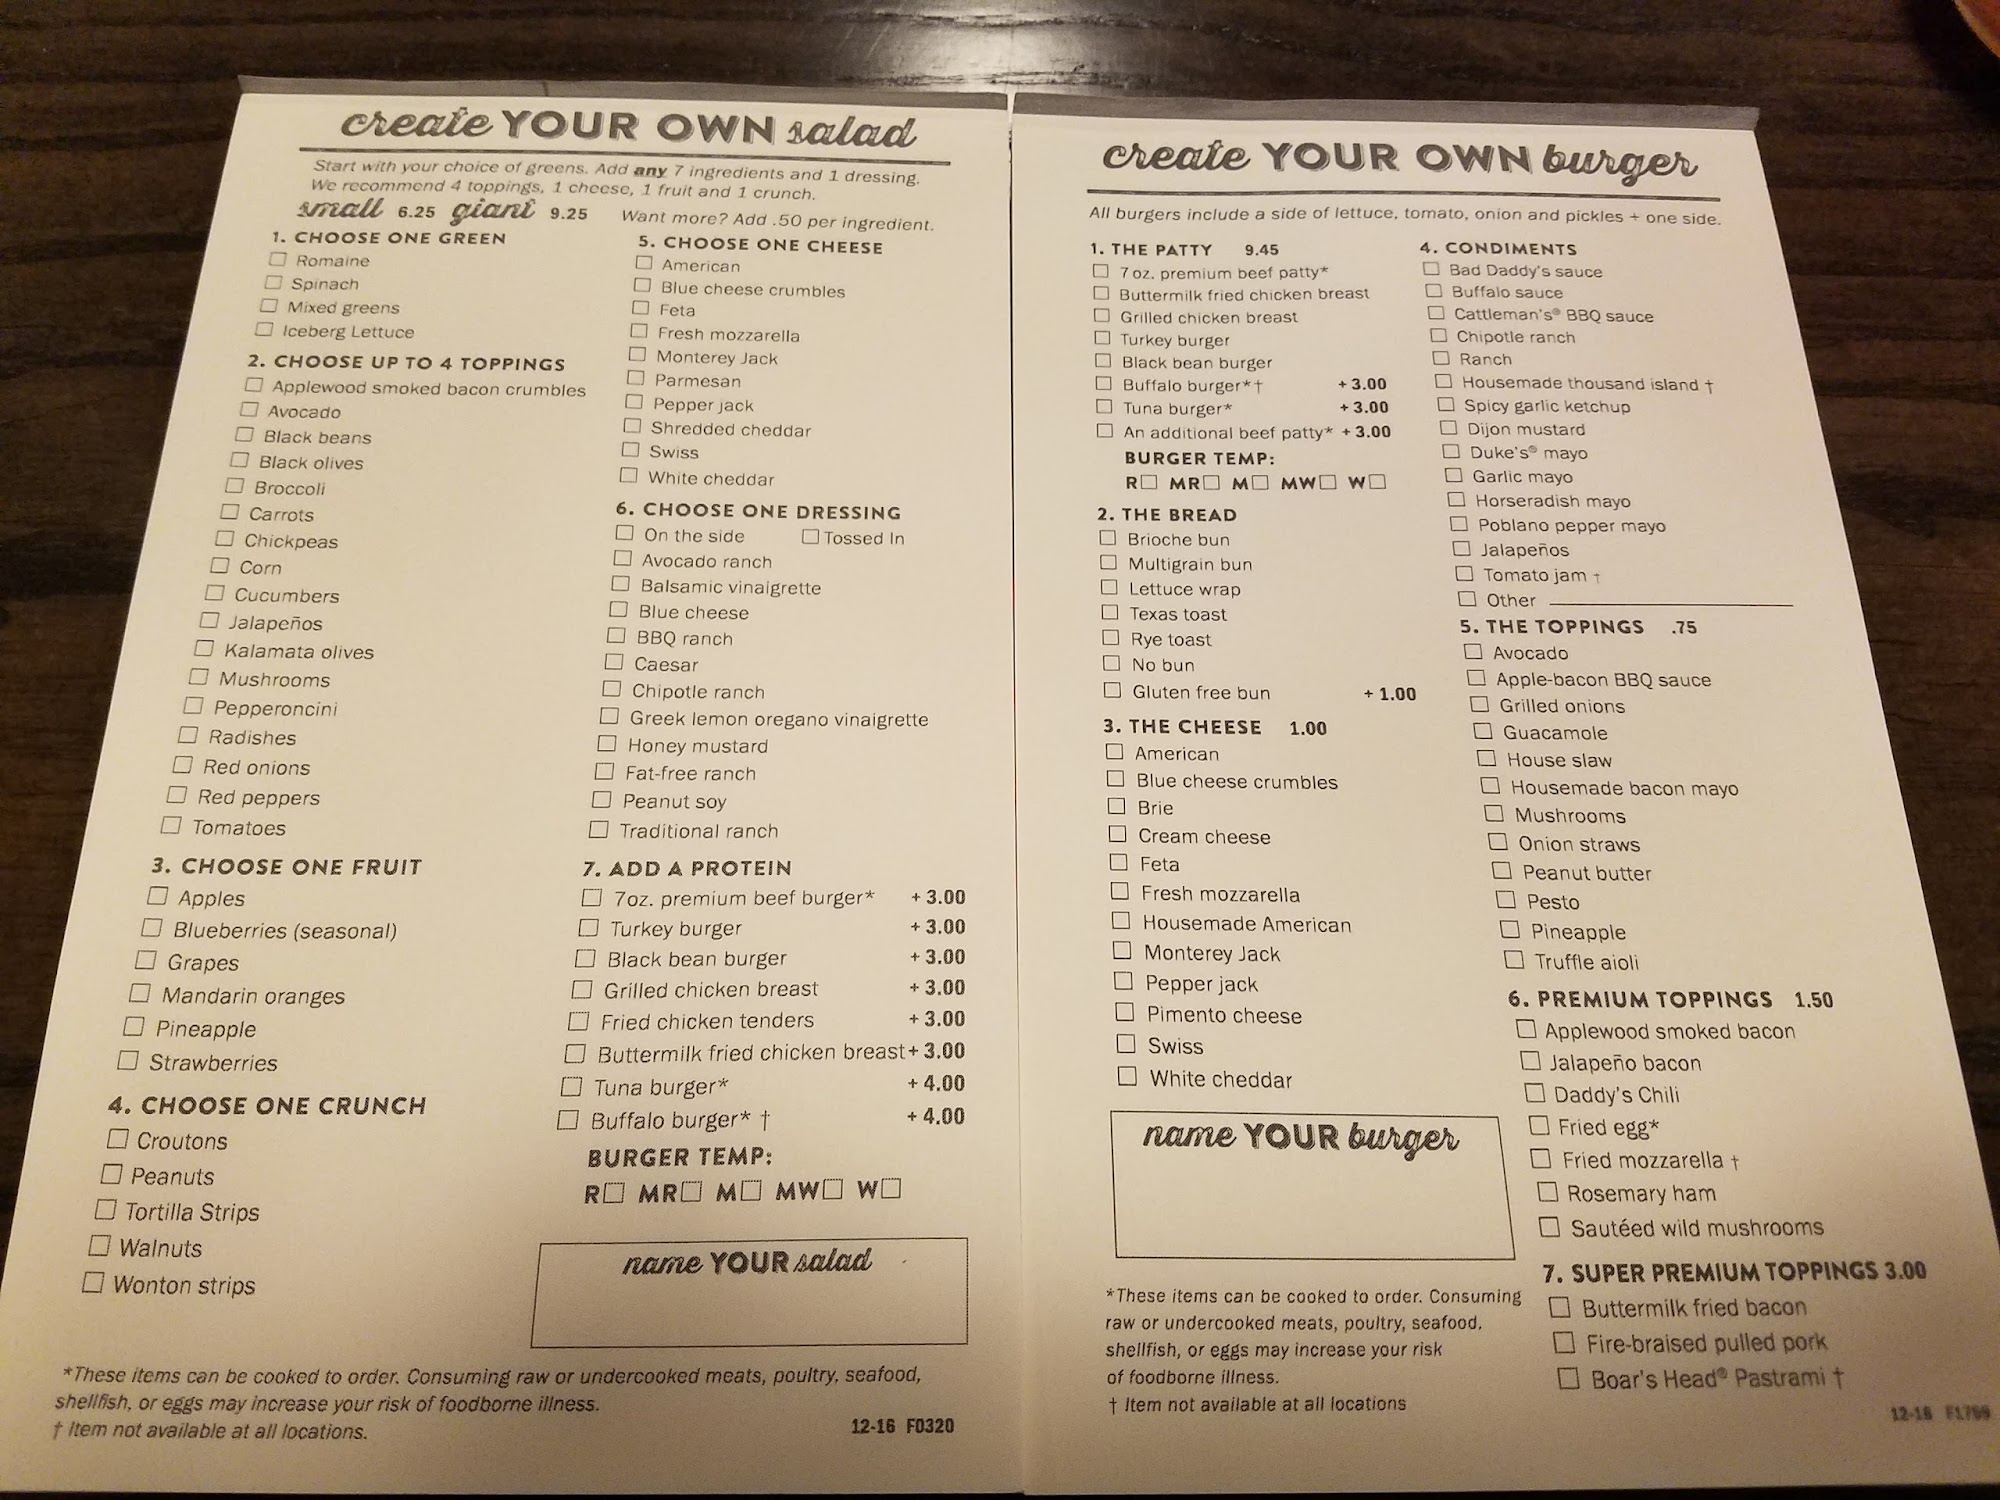 create YOUR OWN salad
Start with your choice of greens. Add any 7 ingredients and 1 dressing.
We recommend 4 toppings, 1 cheese, 1 fruit and 1 crunch.
small 6.25 giant 9.25 Want more? Add .50 per ingredient.
1. CHOOSE ONE GREEN
Romaine
Spinach
Mixed greens
Iceberg Lettuce
2. CHOOSE UP TO 4 TOPPINGS
Applewood smoked bacon crumbles
Avocado
Black beans
Black olives
Broccoli
Carrots
Chickpeas
Corn
Cucumbers
Jalapeños
Kalamata olives
Mushrooms
Pepperoncini
Radishes
Red onions
Red peppers
Tomatoes
3. CHOOSE ONE FRUIT
Apples
Blueberries (seasonal)
Grapes
Mandarin oranges
Pineapple
Strawberries
4. CHOOSE ONE CRUNCH
Croutons
Peanuts
Tortilla Strips
Walnuts
Wonton strips
5. CHOOSE ONE CHEESE
American
Blue cheese crumbles
Feta
Fresh mozzarella
Monterey Jack
Parmesan
Pepper jack
Shredded cheddar
Swiss
White cheddar
6. CHOOSE ONE DRESSING
On the side Tossed In
Avocado ranch
Balsamic vinaigrette
Blue cheese
BBQ ranch
Caesar
Chipotle ranch
Greek lemon oregano vinaigrette
Honey mustard
Fat-free ranch
Peanut soy
Traditional ranch
7. ADD A PROTEIN
7oz. premium beef burger* + 3.00
Turkey burger + 3.00
Black bean burger + 3.00
Grilled chicken breast + 3.00
Fried chicken tenders + 3.00
Buttermilk fried chicken breast + 3.00
Tuna burger* + 4.00
Buffalo burger* † + 4.00
BURGER TEMP:
R MR M MW W
name YOUR salad
*These items can be cooked to order. Consuming raw or undercooked meats, poultry, seafood,
shellfish, or eggs may increase your risk of foodborne illness.
† Item not available at all locations.
12-16 F0320
create YOUR OWN burger
All burgers include a side of lettuce, tomato, onion and pickles + one side.
1. THE PATTY 9.45
7 oz. premium beef patty*
Buttermilk fried chicken breast
Grilled chicken breast
Turkey burger
Black bean burger
Buffalo burger*† + 3.00
Tuna burger* + 3.00
An additional beef patty* + 3.00
BURGER TEMP:
R MR M MW W
2. THE BREAD
Brioche bun
Multigrain bun
Lettuce wrap
Texas toast
Rye toast
No bun
Gluten free bun + 1.00
3. THE CHEESE 1.00
American
Blue cheese crumbles
Brie
Cream cheese
Feta
Fresh mozzarella
Housemade American
Monterey Jack
Pepper jack
Pimento cheese
Swiss
White cheddar
name YOUR burger
*These items can be cooked to order. Consuming
raw or undercooked meats, poultry, seafood,
shellfish, or eggs may increase your risk
of foodborne illness.
† Item not available at all locations
4. CONDIMENTS
Bad Daddy's sauce
Buffalo sauce
Cattleman's® BBQ sauce
Chipotle ranch
Ranch
Housemade thousand island †
Spicy garlic ketchup
Dijon mustard
Duke's® mayo
Garlic mayo
Horseradish mayo
Poblano pepper mayo
Jalapeños
Tomato jam †
Other
5. THE TOPPINGS .75
Avocado
Apple-bacon BBQ sauce
Grilled onions
Guacamole
House slaw
Housemade bacon mayo
Mushrooms
Onion straws
Peanut butter
Pesto
Pineapple
Truffle aioli
6. PREMIUM TOPPINGS 1.50
Applewood smoked bacon
Jalapeño bacon
Daddy's Chili
Fried egg*
Fried mozzarella †
Rosemary ham
Sautéed wild mushrooms
7. SUPER PREMIUM TOPPINGS 3.00
Buttermilk fried bacon
Fire-braised pulled pork
Boar's Head® Pastrami †
12-16